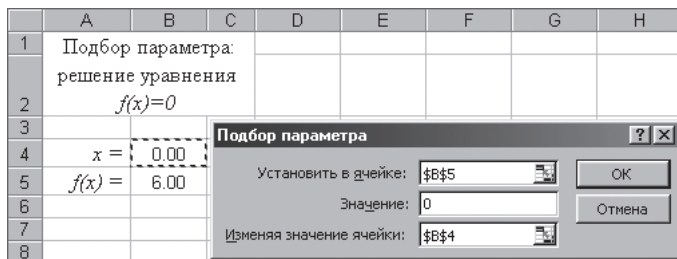 A B C D E F G H
1 Подбор параметра:
решение уравнения
2 f(x)=0
3
Подбор параметра ? ×
4 x = 0.00
Установить в ячейке: $B$5 ОК
5 f(x) = 6.00
Значение: 0 Отмена
6
7
Изменяя значение ячейки: $B$4
8